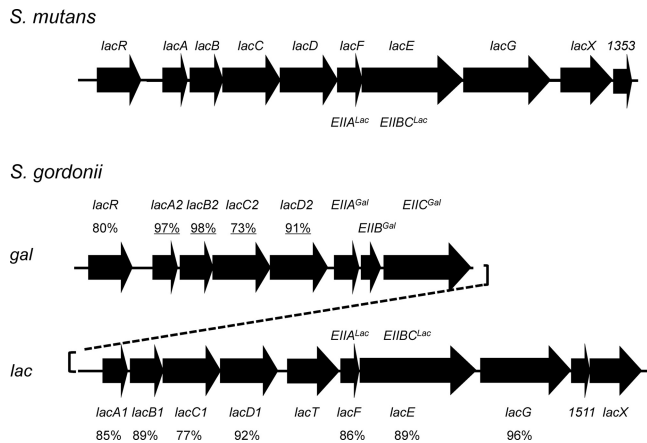 S. mutans
lacR lacA lacB lacC lacD lacF lacE lacG lacX 1353
EIIA^Lac EIIBC^Lac
S. gordonii
lacR lacA2 lacB2 lacC2 lacD2 EIIA^Gal EIIC^Gal
80% 97% 98% 73% 91% EIIB^Gal
gal
EIIA^Lac EIIBC^Lac
lac
lacA1 lacB1 lacC1 lacD1 lacT lacF lacE lacG 1511 lacX
85% 89% 77% 92% 86% 89% 96%